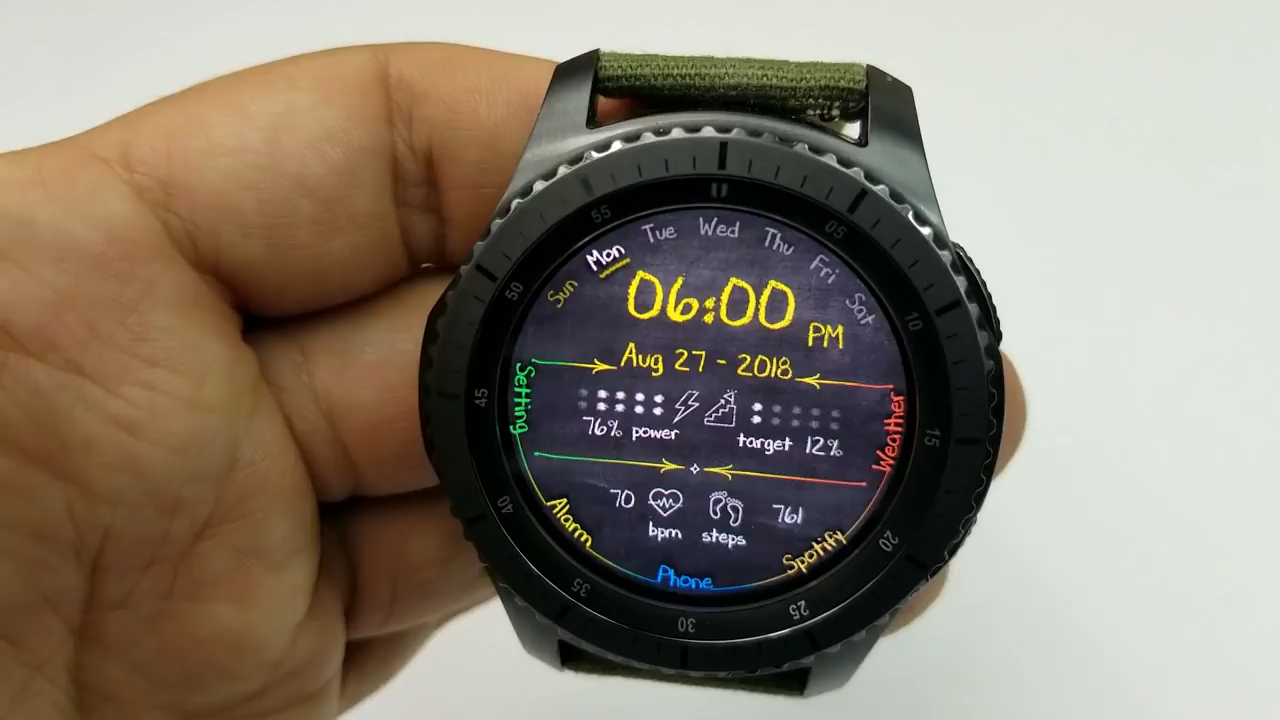 Sun Mon Tue Wed Thu Fri Sat
06:00 PM
Aug 27 - 2018
76% power
target 12%
Setting
Weather
70
bpm
761
steps
Alarm
Phone
Spotify
05
10
15
20
25
30
35
40
45
50
55